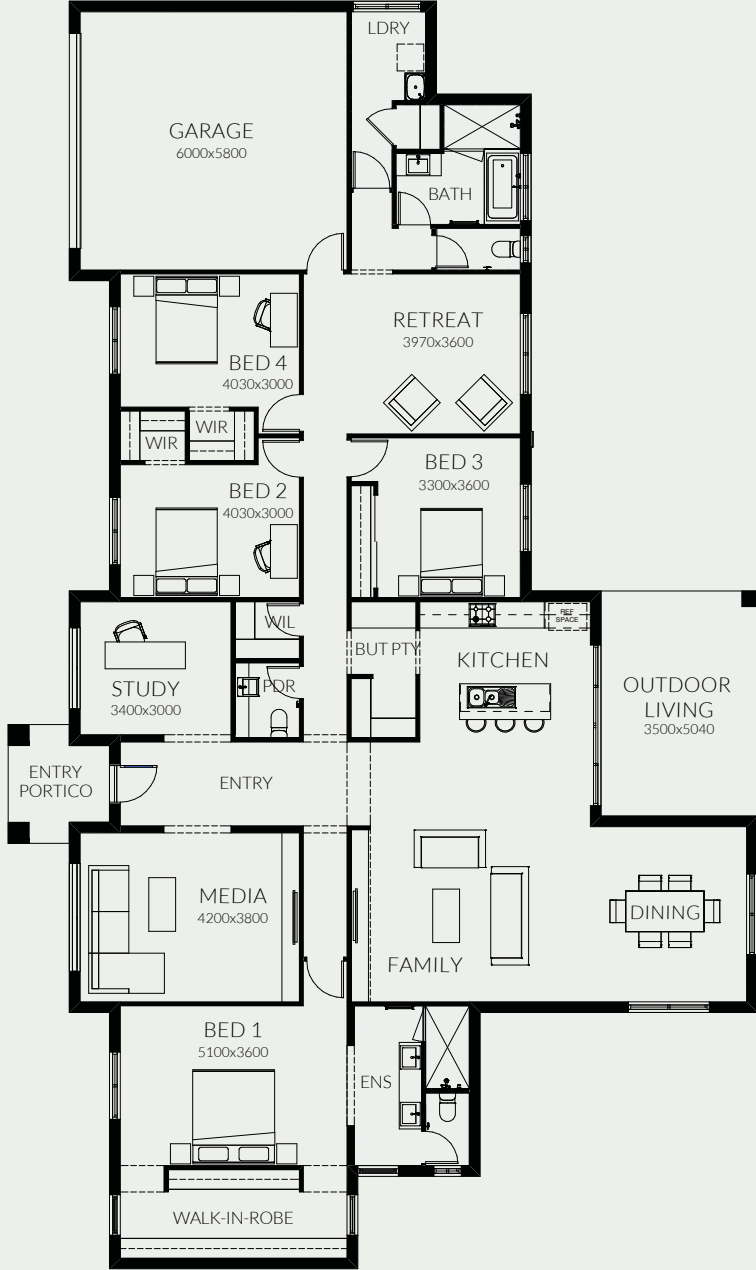 LDRY
GARAGE
6000x5800
BATH
RETREAT
3970x3600
BED 4
4030x3000
WIR
WIR
BED 3
3300x3600
BED 2
4030x3000
WIL
REF
SPACE
BUT PTY
KITCHEN
STUDY
3400x3000
PDR
OUTDOOR
LIVING
3500x5040
ENTRY
PORTICO
ENTRY
MEDIA
4200x3800
DINING
FAMILY
BED 1
5100x3600
ENS
WALK-IN-ROBE